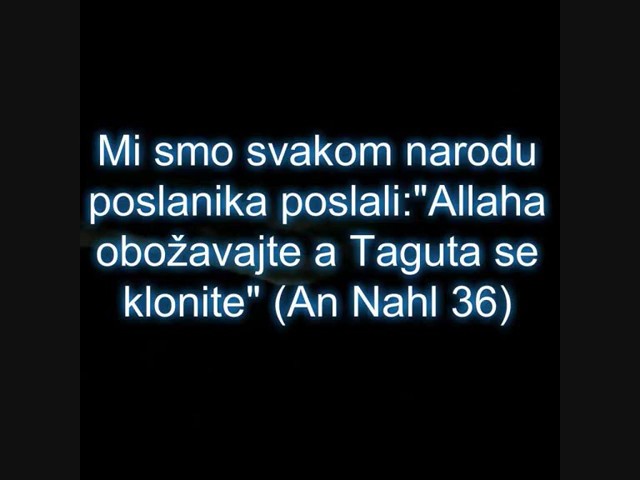 Mi smo svakom narodu
poslanika poslali:"Allaha
obožavajte a Taguta se
klonite" (An Nahl 36)